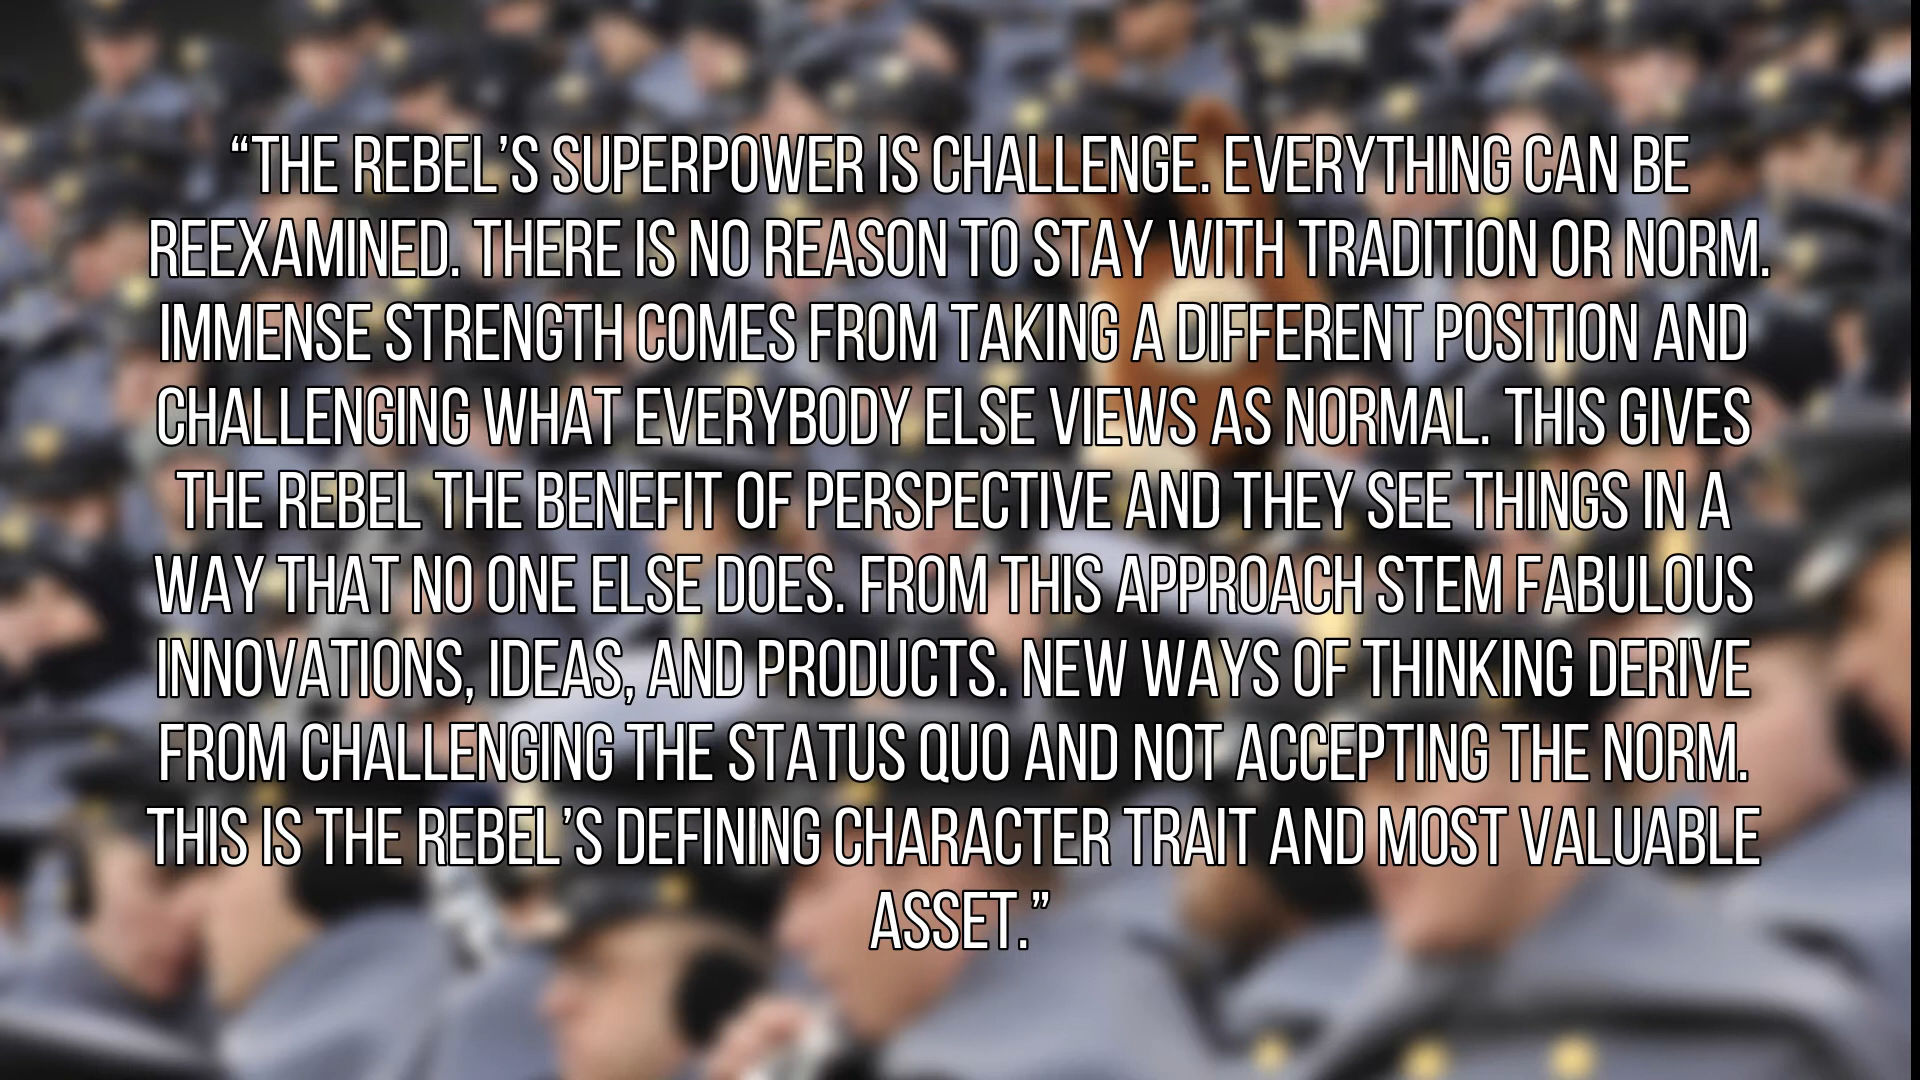 “THE REBEL’S SUPERPOWER IS CHALLENGE. EVERYTHING CAN BE
REEXAMINED. THERE IS NO REASON TO STAY WITH TRADITION OR NORM.
IMMENSE STRENGTH COMES FROM TAKING A DIFFERENT POSITION AND
CHALLENGING WHAT EVERYBODY ELSE VIEWS AS NORMAL. THIS GIVES
THE REBEL THE BENEFIT OF PERSPECTIVE AND THEY SEE THINGS IN A
WAY THAT NO ONE ELSE DOES. FROM THIS APPROACH STEM FABULOUS
INNOVATIONS, IDEAS, AND PRODUCTS. NEW WAYS OF THINKING DERIVE
FROM CHALLENGING THE STATUS QUO AND NOT ACCEPTING THE NORM.
THIS IS THE REBEL’S DEFINING CHARACTER TRAIT AND MOST VALUABLE
ASSET.”